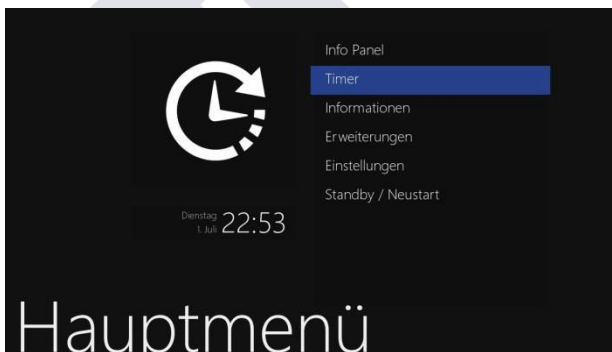 Info Panel
Timer
Informationen
Erweiterungen
Einstellungen
Standby / Neustart
Dienstag
1. Juli 22:53
Hauptmenü